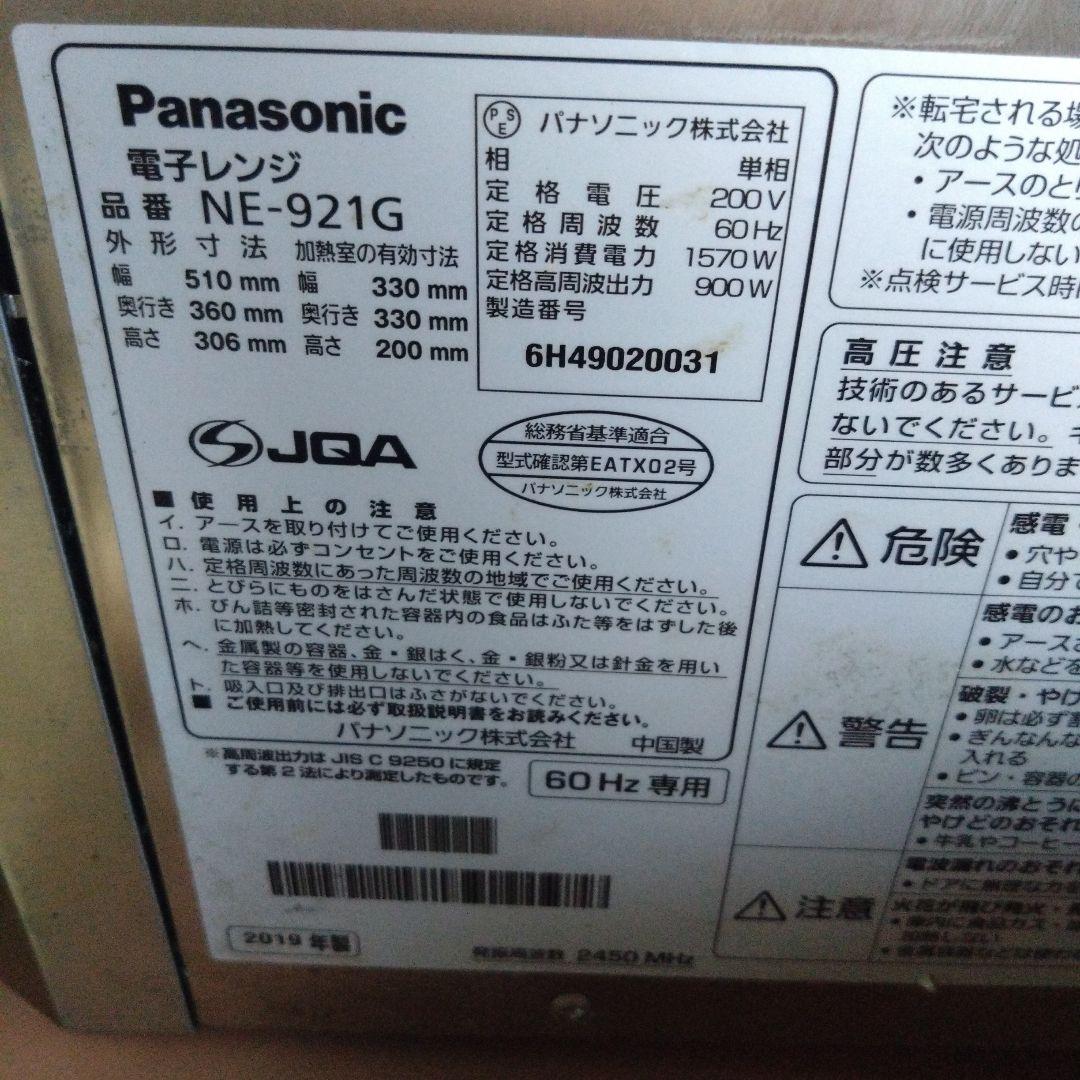 Panasonic
電子レンジ
品番 NE-921G
外形寸法 加熱室の有効寸法
幅 510 mm 幅 330 mm
奥行き 360 mm 奥行き 330 mm
高さ 306 mm 高さ 200 mm
PSE パナソニック株式会社
相 単相
定格電圧 200 V
定格周波数 60 Hz
定格消費電力 1570 W
定格高周波出力 900 W
製造番号
6H49020031
JQA
総務省基準適合
型式確認第EATX02号
パナソニック株式会社
■使用上の注意
イ. アースを取り付けてご使用ください。
ロ. 電源は必ずコンセントをご使用ください。
ハ. 定格周波数にあった周波数の地域でご使用ください。
ニ. とびらにものをはさんだ状態で使用しないでください。
ホ. びん詰等密封された容器内の食品はふた等をはずした後
に加熱してください。
ヘ. 金属製の容器、金・銀はく、金・銀粉又は針金を用い
た容器等を使用しないでください。
ト. 吸入口及び排出口はふさがないでください。
■ ご使用前には必ず取扱説明書をお読みください。
パナソニック株式会社 中国製
※高周波出力は JIS C 9250 に規定
する第2法により測定したものです。
60 Hz 専用
2019 年製
発振周波数 2450 MHz
※転宅される場
次のような処
・アースのとり
・電源周波数の
に使用しない
※点検サービス時
高圧注意
技術のあるサービ
ないでください。
部分が数多くありま
危険
感電
・穴や
・自分で
警告
感電のお
・アースさ
・水などを
破裂・やけ
・卵は必ず
・ぎんなんな
入れる
・ビン・容器の
突然の沸とうに
やけどのおそれ
・牛乳やコーヒー
注意
電波漏れのおそれ
・ドアに無理な力を